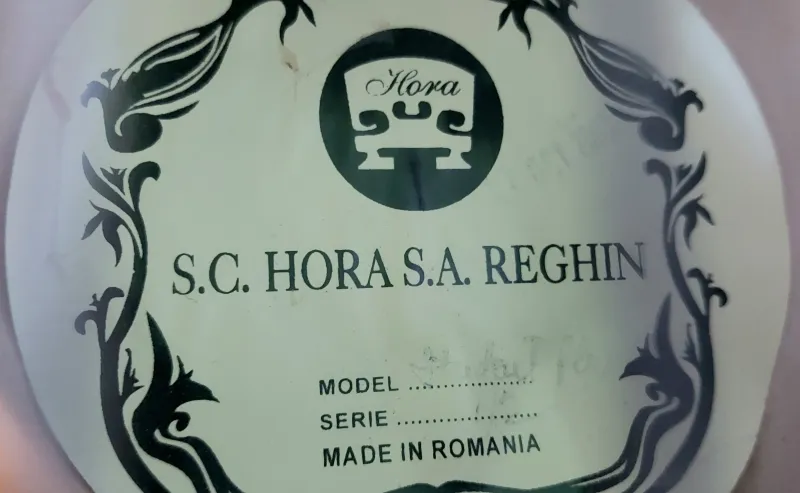 Hora
S.C. HORA S.A. REGHIN
MODEL ....................
SERIE ......................
MADE IN ROMANIA